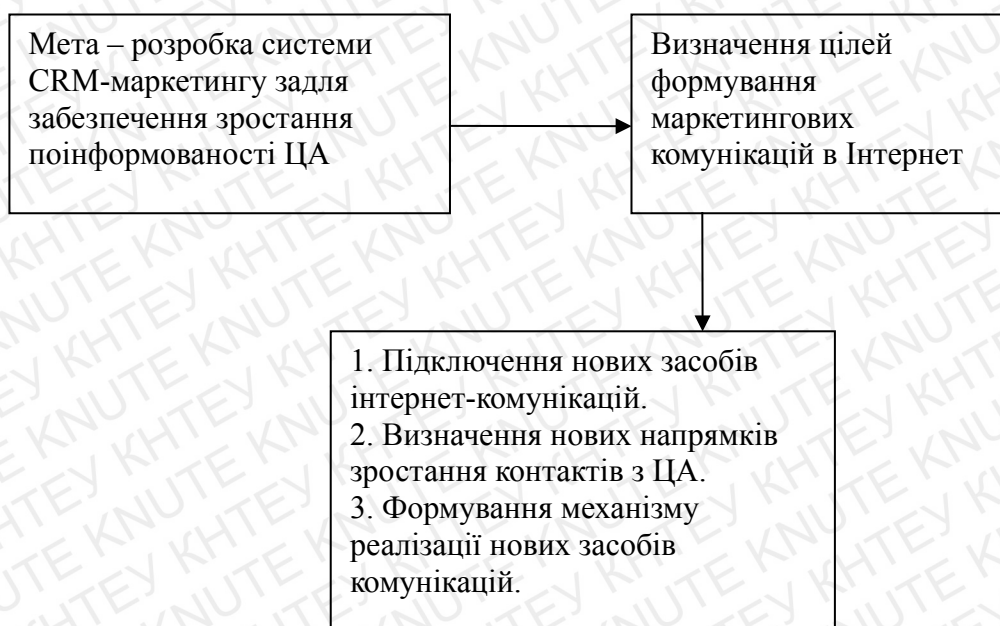 Мета – розробка системи
CRM-маркетингу задля
забезпечення зростання
поінформованості ЦА
Визначення цілей
формування
маркетингових
комунікацій в Інтернет
1. Підключення нових засобів
інтернет-комунікацій.
2. Визначення нових напрямків
зростання контактів з ЦА.
3. Формування механізму
реалізації нових засобів
комунікацій.